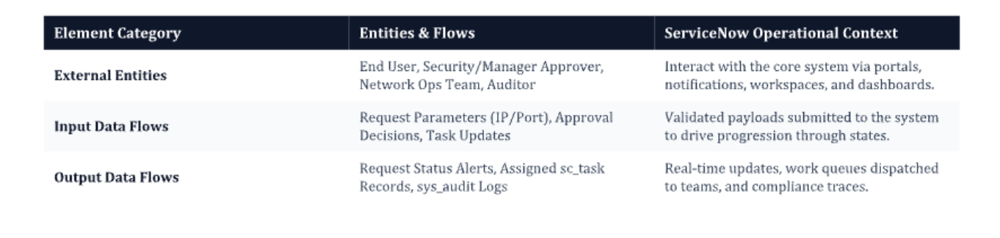 Element Category
Entities & Flows
ServiceNow Operational Context
External Entities
End User, Security/Manager Approver,
Network Ops Team, Auditor
Interact with the core system via portals,
notifications, workspaces, and dashboards.
Input Data Flows
Request Parameters (IP/Port), Approval
Decisions, Task Updates
Validated payloads submitted to the system
to drive progression through states.
Output Data Flows
Request Status Alerts, Assigned sc_task
Records, sys_audit Logs
Real-time updates, work queues dispatched
to teams, and compliance traces.